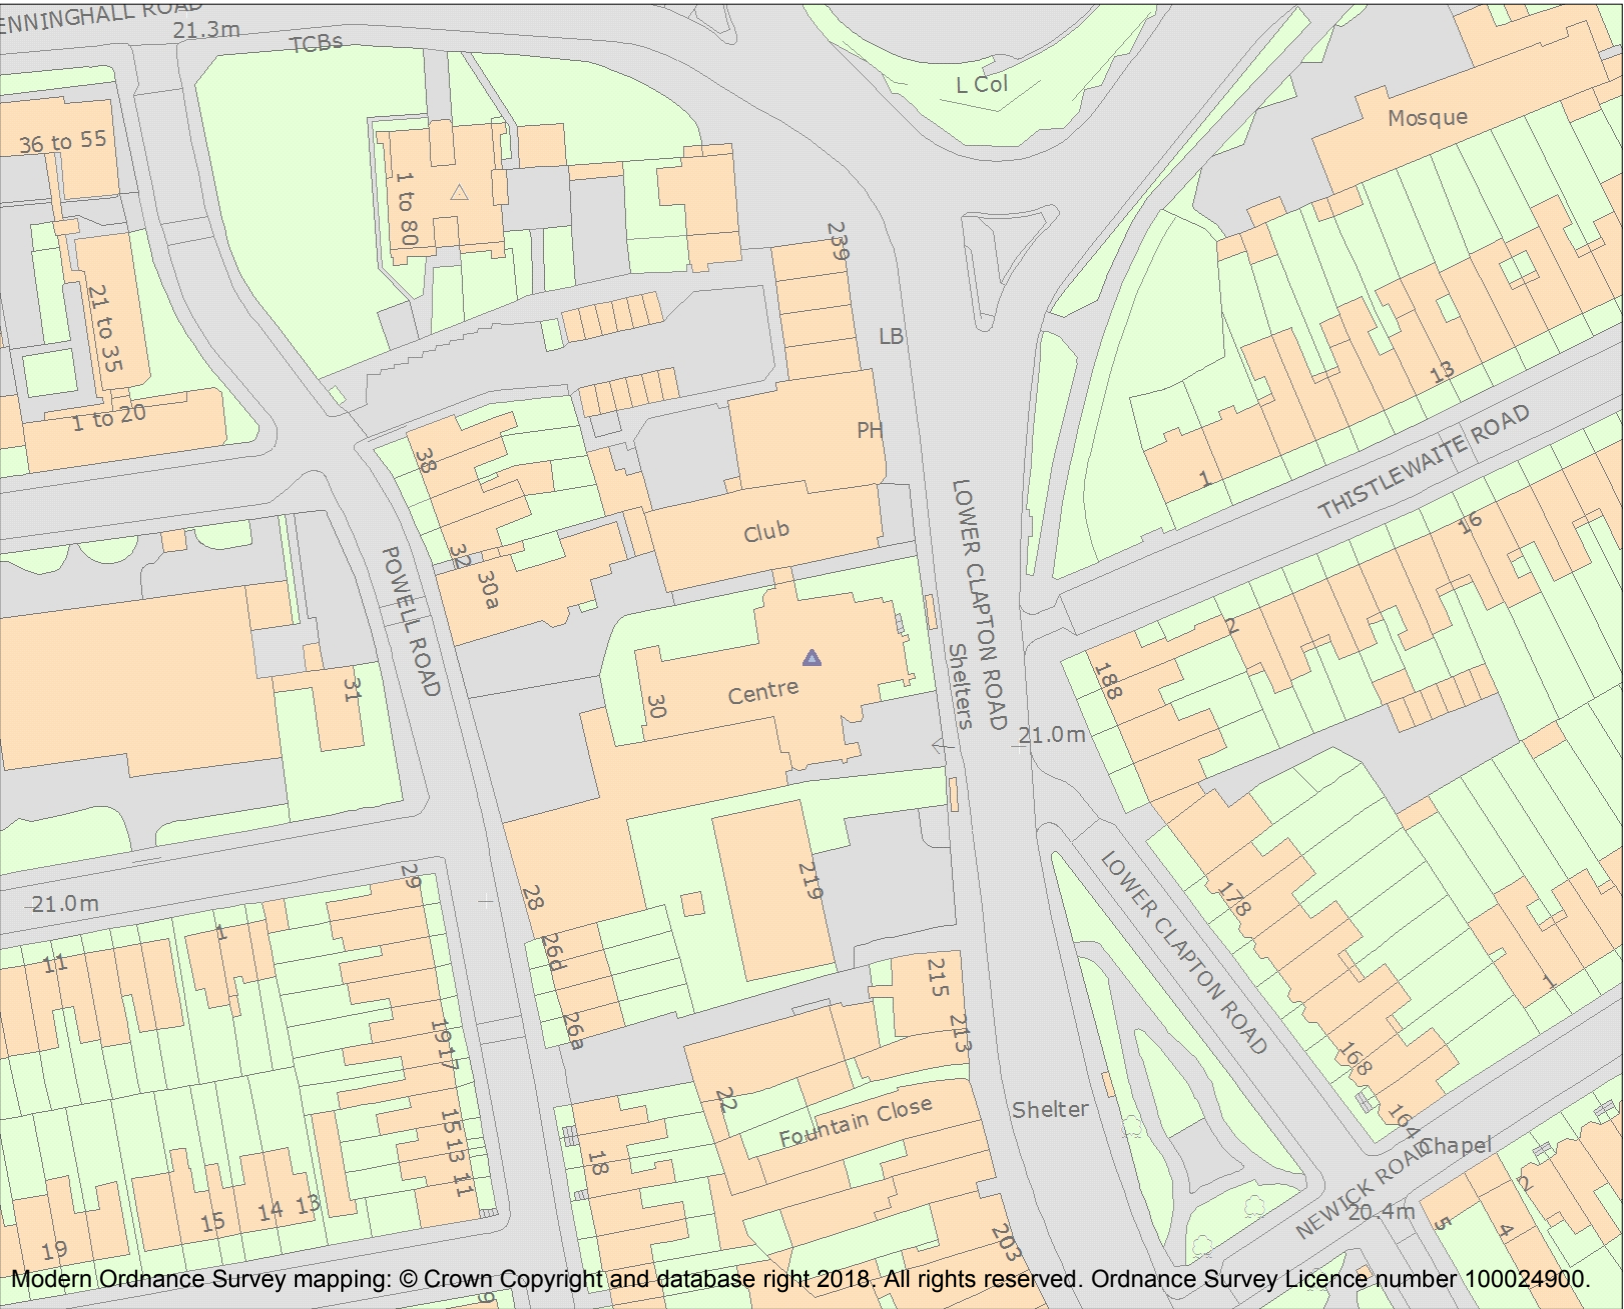 ENNINGHALL ROAD
21.3m
TCBs
L Col
Mosque
36 to 55
1 to 80
239
21 to 35
LB
13
1 to 20
PH
38
1
THISTLEWAITE ROAD
16
Club
LOWER CLAPTON ROAD
32
30a
POWELL ROAD
2
Shelters
188
31
30
Centre
21.0m
219
LOWER CLAPTON ROAD
178
29
28
21.0m
1
11
26d
215
1
26a
213
19
17
168
22
Shelter
Fountain Close
164
Chapel
15
13
18
11
NEWICK ROAD
2
20.4m
15
14
13
5
4
19
203
Modern Ordnance Survey mapping: © Crown Copyright and database right 2018. All rights reserved. Ordnance Survey Licence number 100024900.
9